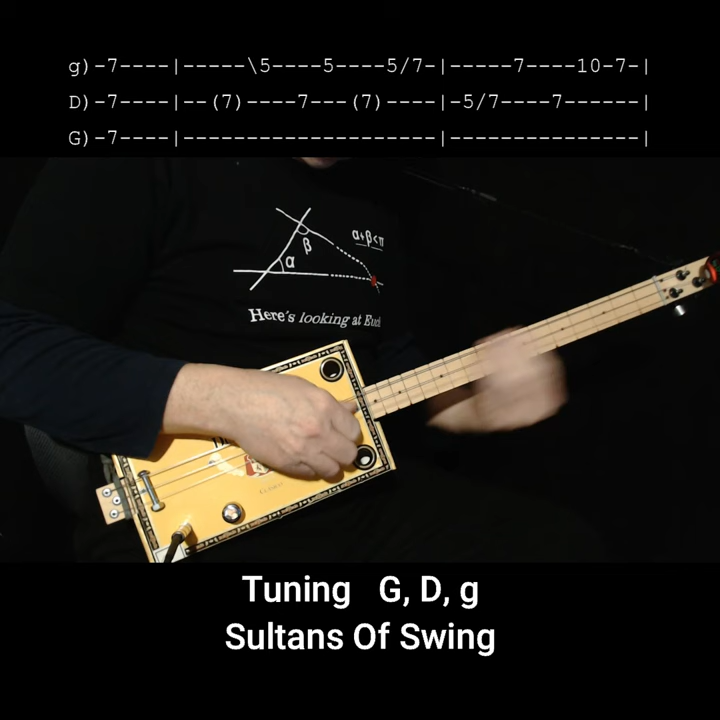 g)-7----|-----\5----5----5/7-|-----7----10-7-|
D)-7----|--(7)----7---(7)----|-5/7----7------|
G)-7----|--------------------|---------------|
α+β<π
β
α
Here's looking at Eucl
Tuning G, D, g
Sultans Of Swing